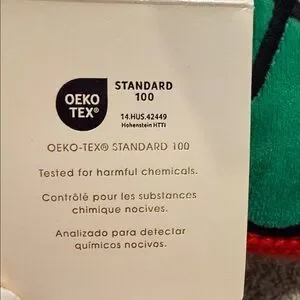 OEKO
TEX®
STANDARD
100
14.HUS.42449
Hohenstein HTTI
OEKO-TEX® STANDARD 100
Tested for harmful chemicals.
Contrôlé pour les substances
chimique nocives.
Analizado para detectar
químicos nocivos.